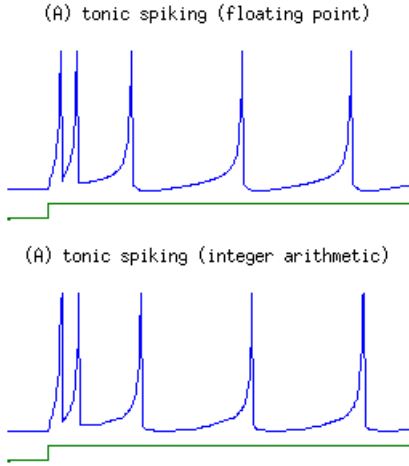 (A) tonic spiking (floating point)
(A) tonic spiking (integer arithmetic)